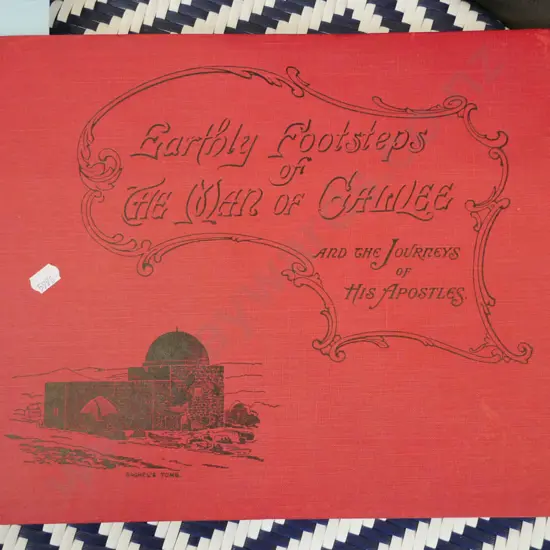 Earthly Footsteps
of
The Man of Galilee
and the Journeys
of
His Apostles.
RACHEL'S TOMB.